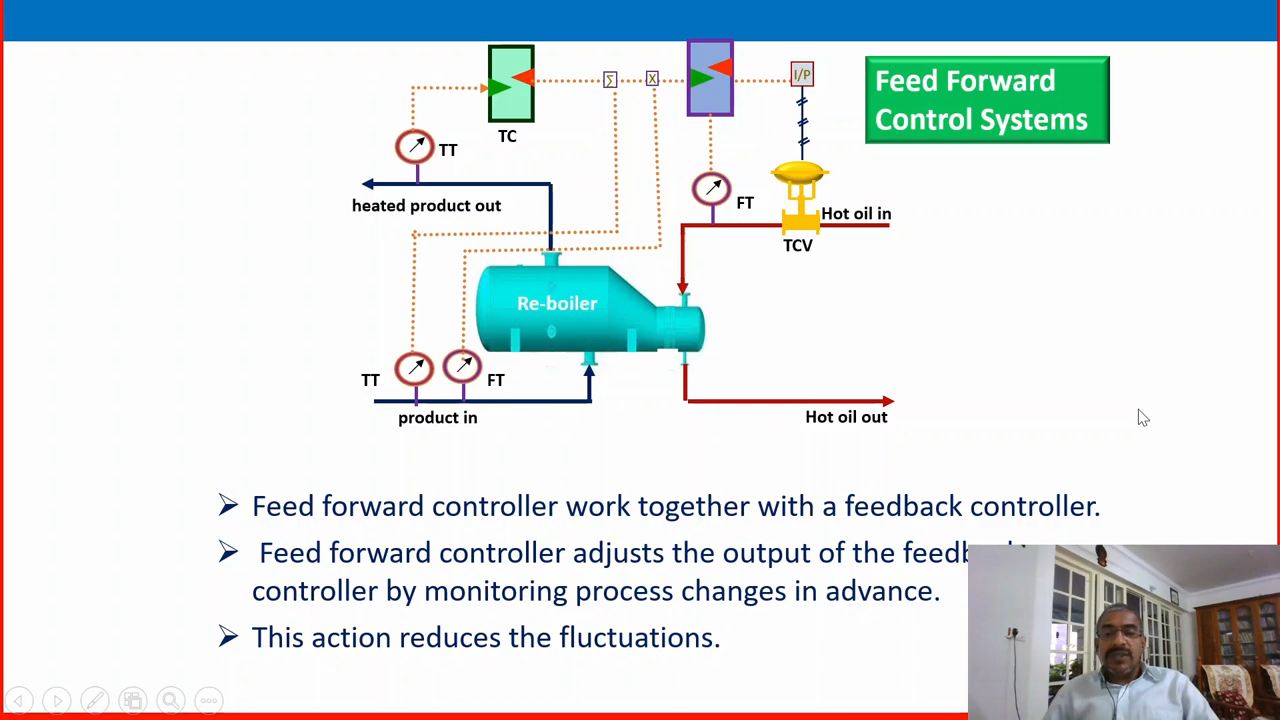 Feed Forward
Control Systems
Σ
X
I/P
TC
TT
heated product out
FT
Hot oil in
TCV
Re-boiler
TT
FT
product in
Hot oil out
Feed forward controller work together with a feedback controller.
Feed forward controller adjusts the output of the
controller by monitoring process changes in advance.
This action reduces the fluctuations.